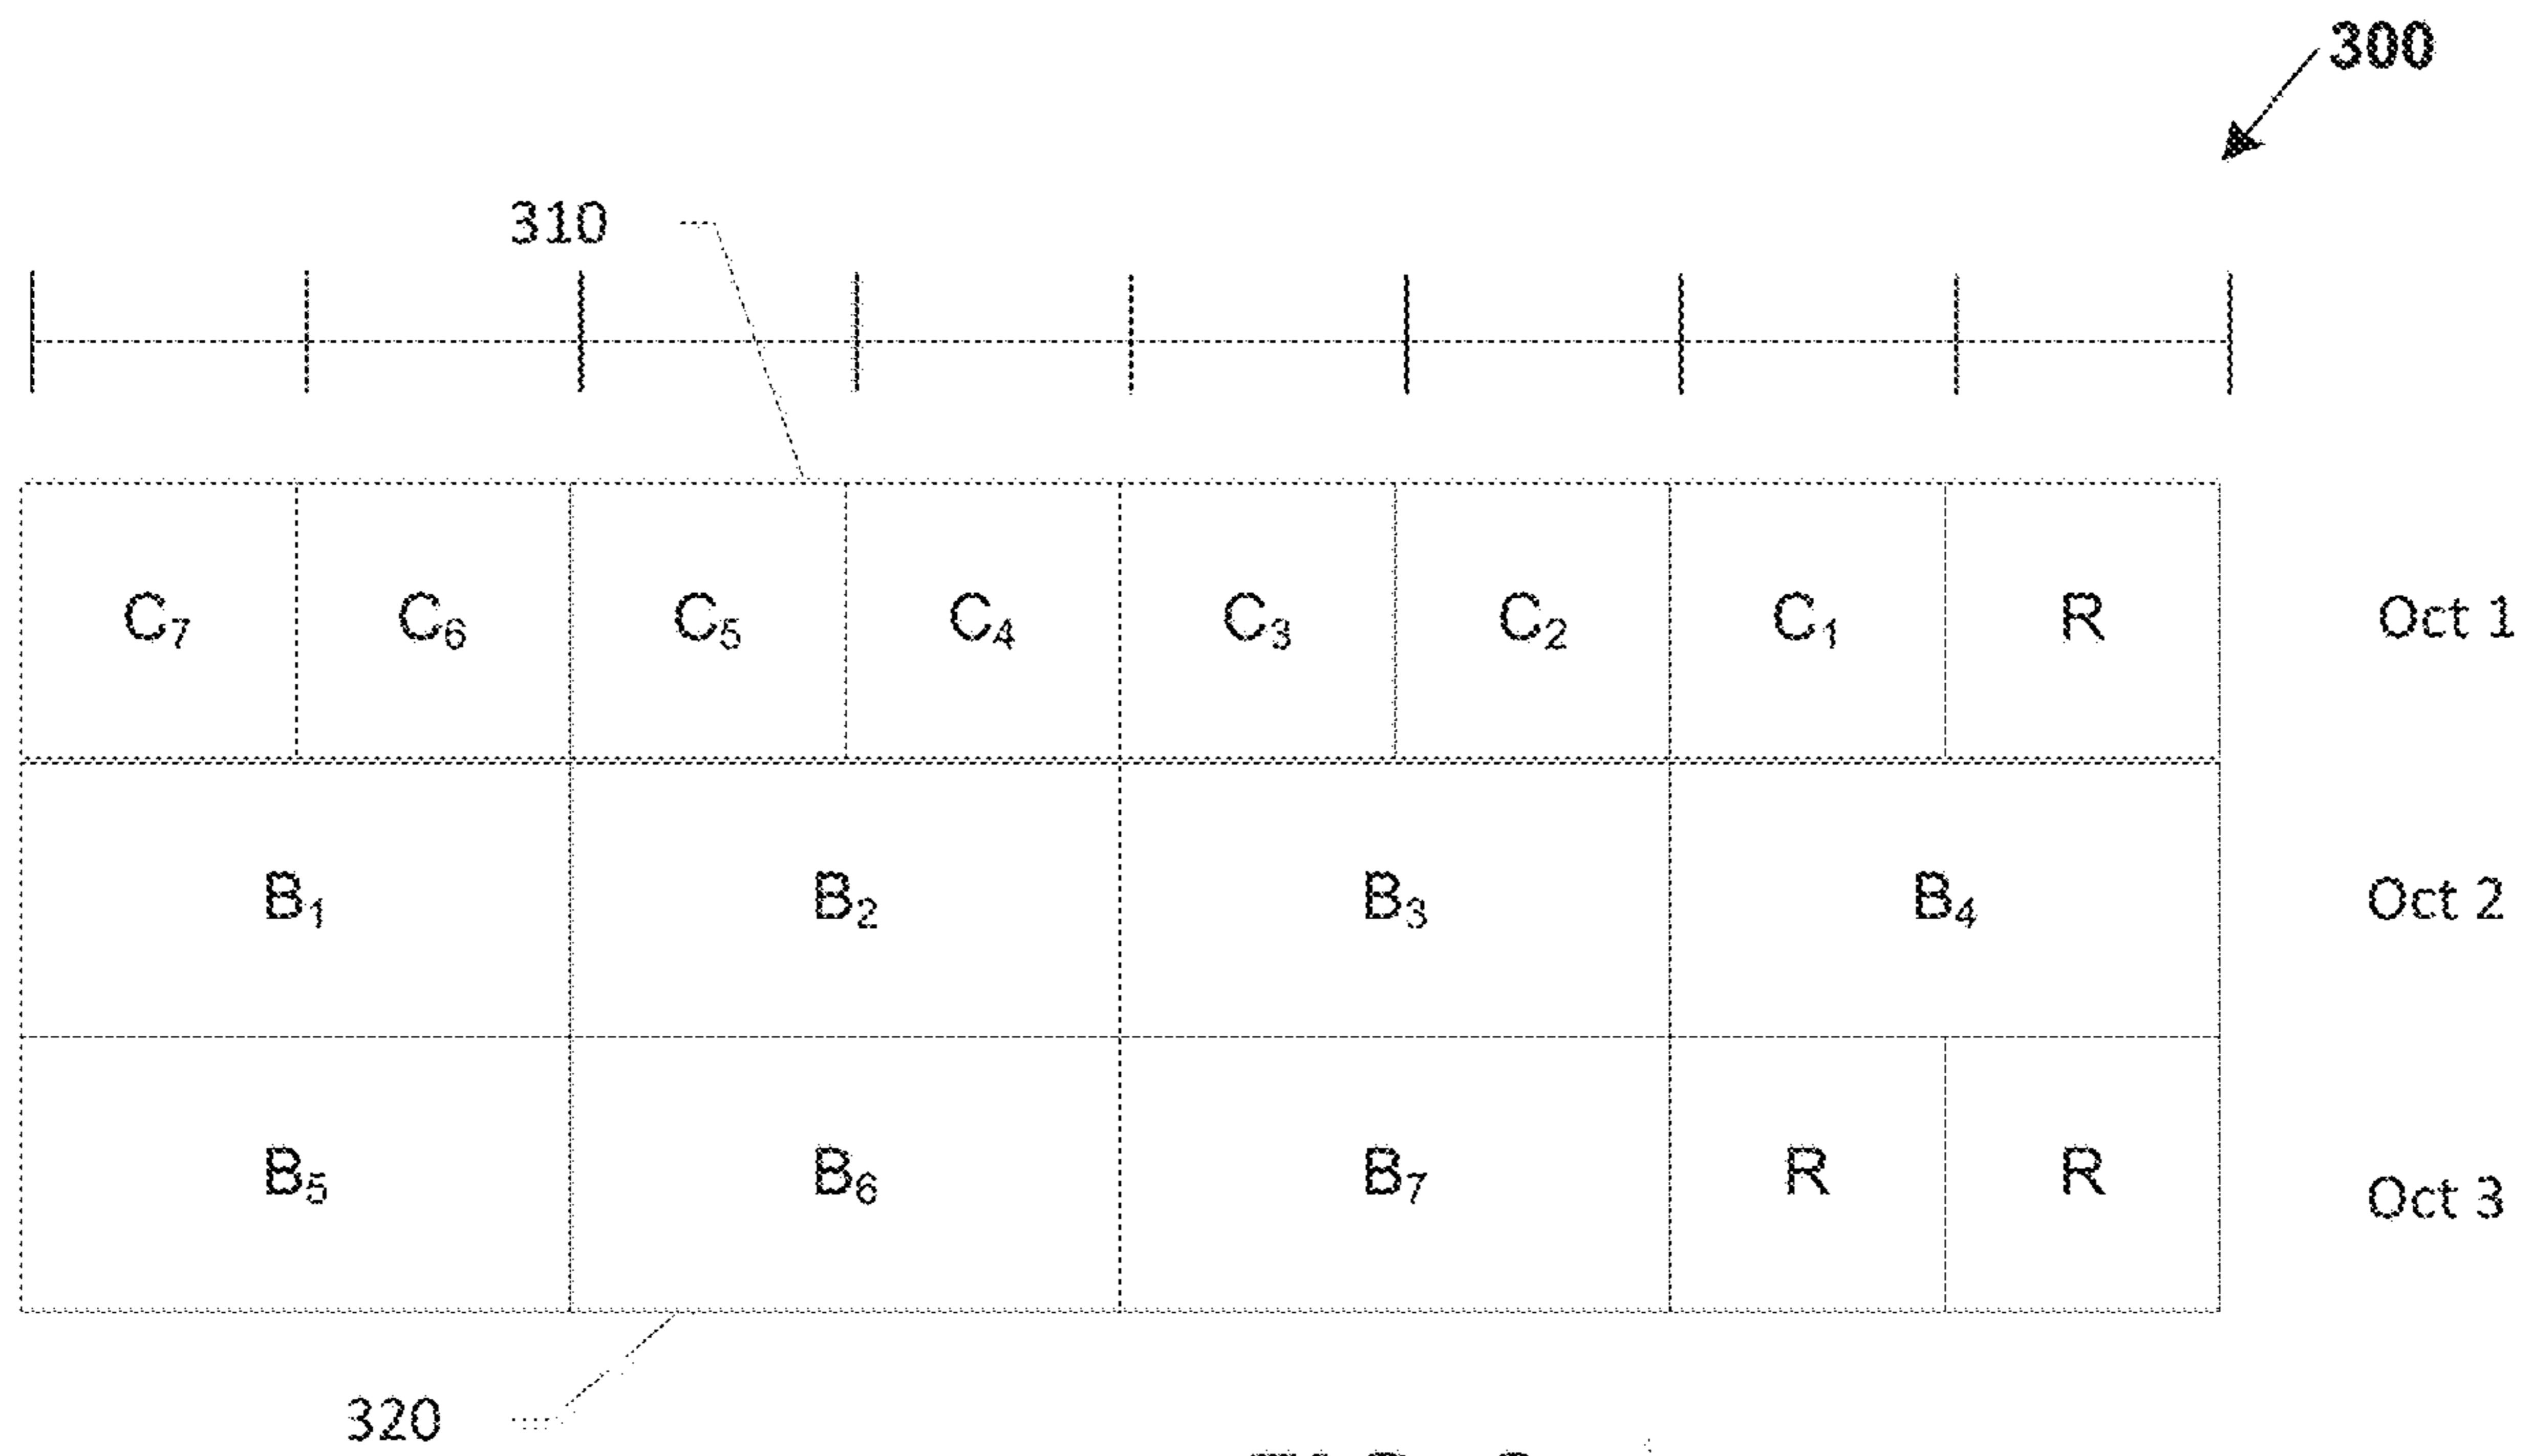 300
310
C₇ C₆ C₅ C₄ C₃ C₂ C₁ R Oct 1
B₁ B₂ B₃ B₄ Oct 2
B₅ B₆ B₇ R R Oct 3
320